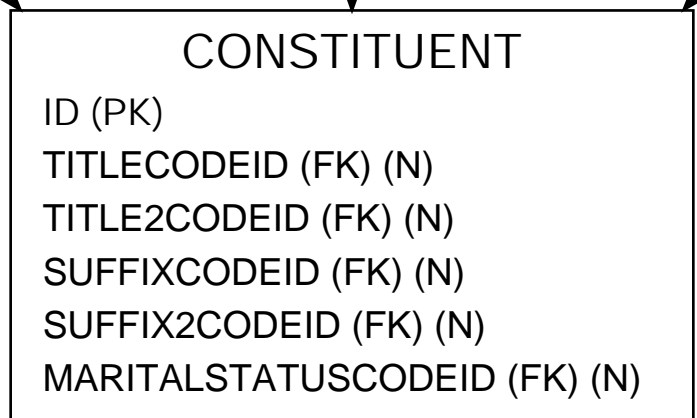 CONSTITUENT
ID (PK)
TITLECODEID (FK) (N)
TITLE2CODEID (FK) (N)
SUFFIXCODEID (FK) (N)
SUFFIX2CODEID (FK) (N)
MARITALSTATUSCODEID (FK) (N)